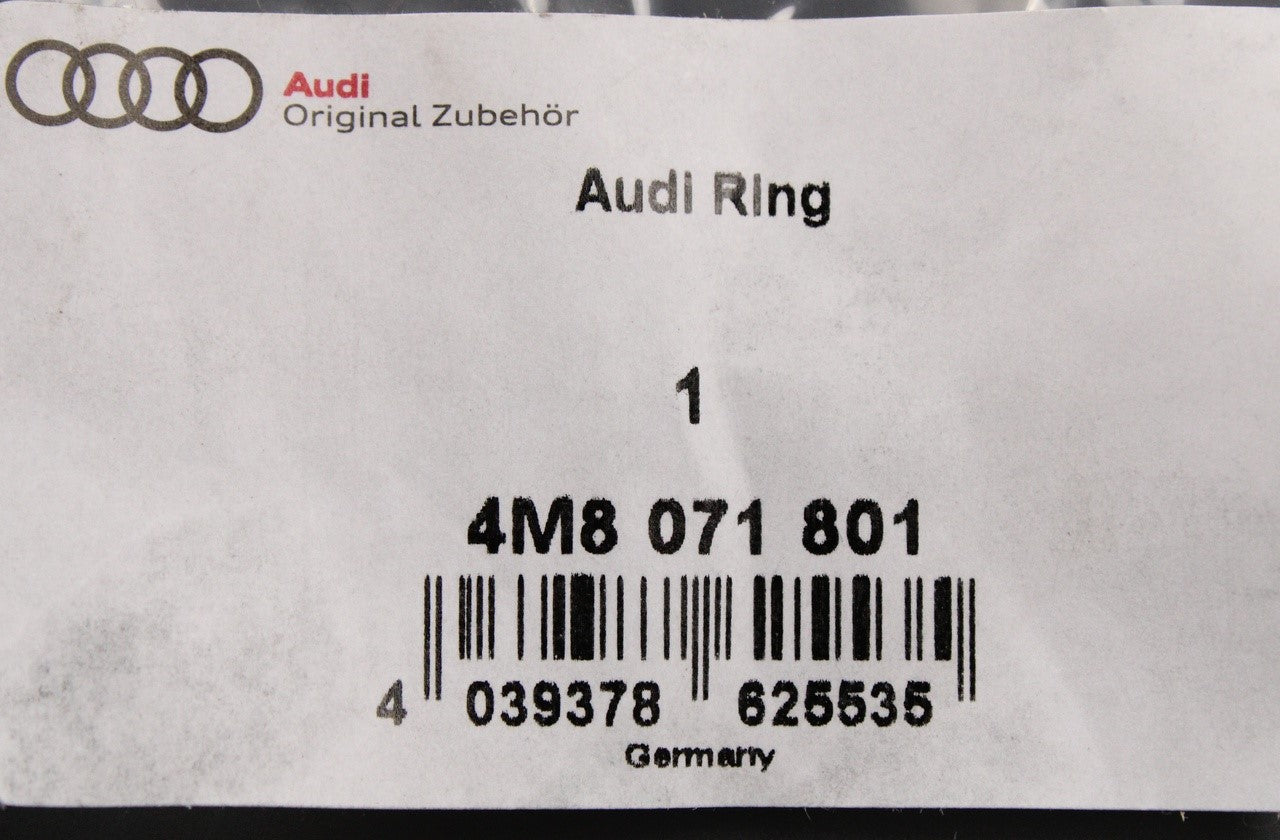 Audi
Original Zubehör
Audi Ring
1
4M8 071 801
4 039378 625535
Germany